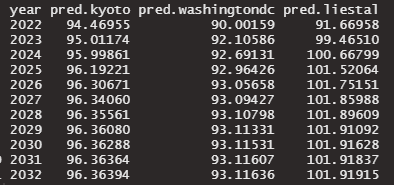 year pred.kyoto pred.washingtondc pred.liestal
2022 94.46955 90.00159 91.66958
2023 95.01174 92.10586 99.46510
2024 95.99861 92.69131 100.66799
2025 96.19221 92.96426 101.52064
2026 96.30671 93.05658 101.75151
2027 96.34060 93.09427 101.85988
2028 96.35561 93.10798 101.89609
2029 96.36080 93.11331 101.91092
2030 96.36288 93.11531 101.91628
2031 96.36364 93.11607 101.91837
2032 96.36394 93.11636 101.91915